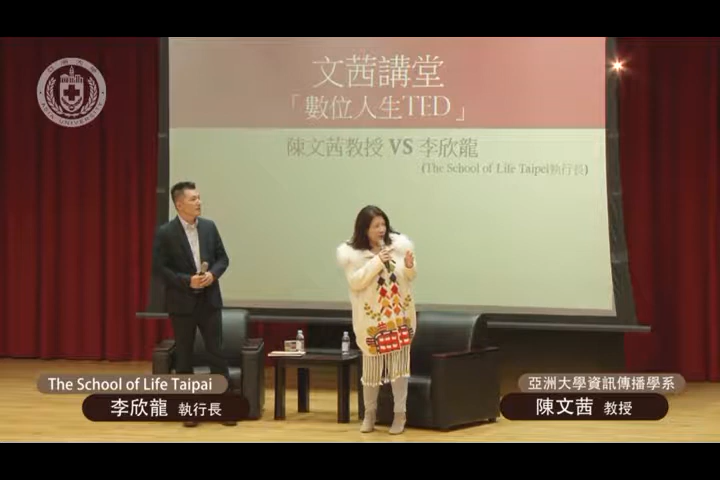 ASIA UNIVERSITY
文茜講堂
「數位人生TED」
陳文茜教授 VS 李欣龍
(The School of Life Taipei執行長)
The School of Life Taipai
李欣龍 執行長
亞洲大學資訊傳播學系
陳文茜 教授